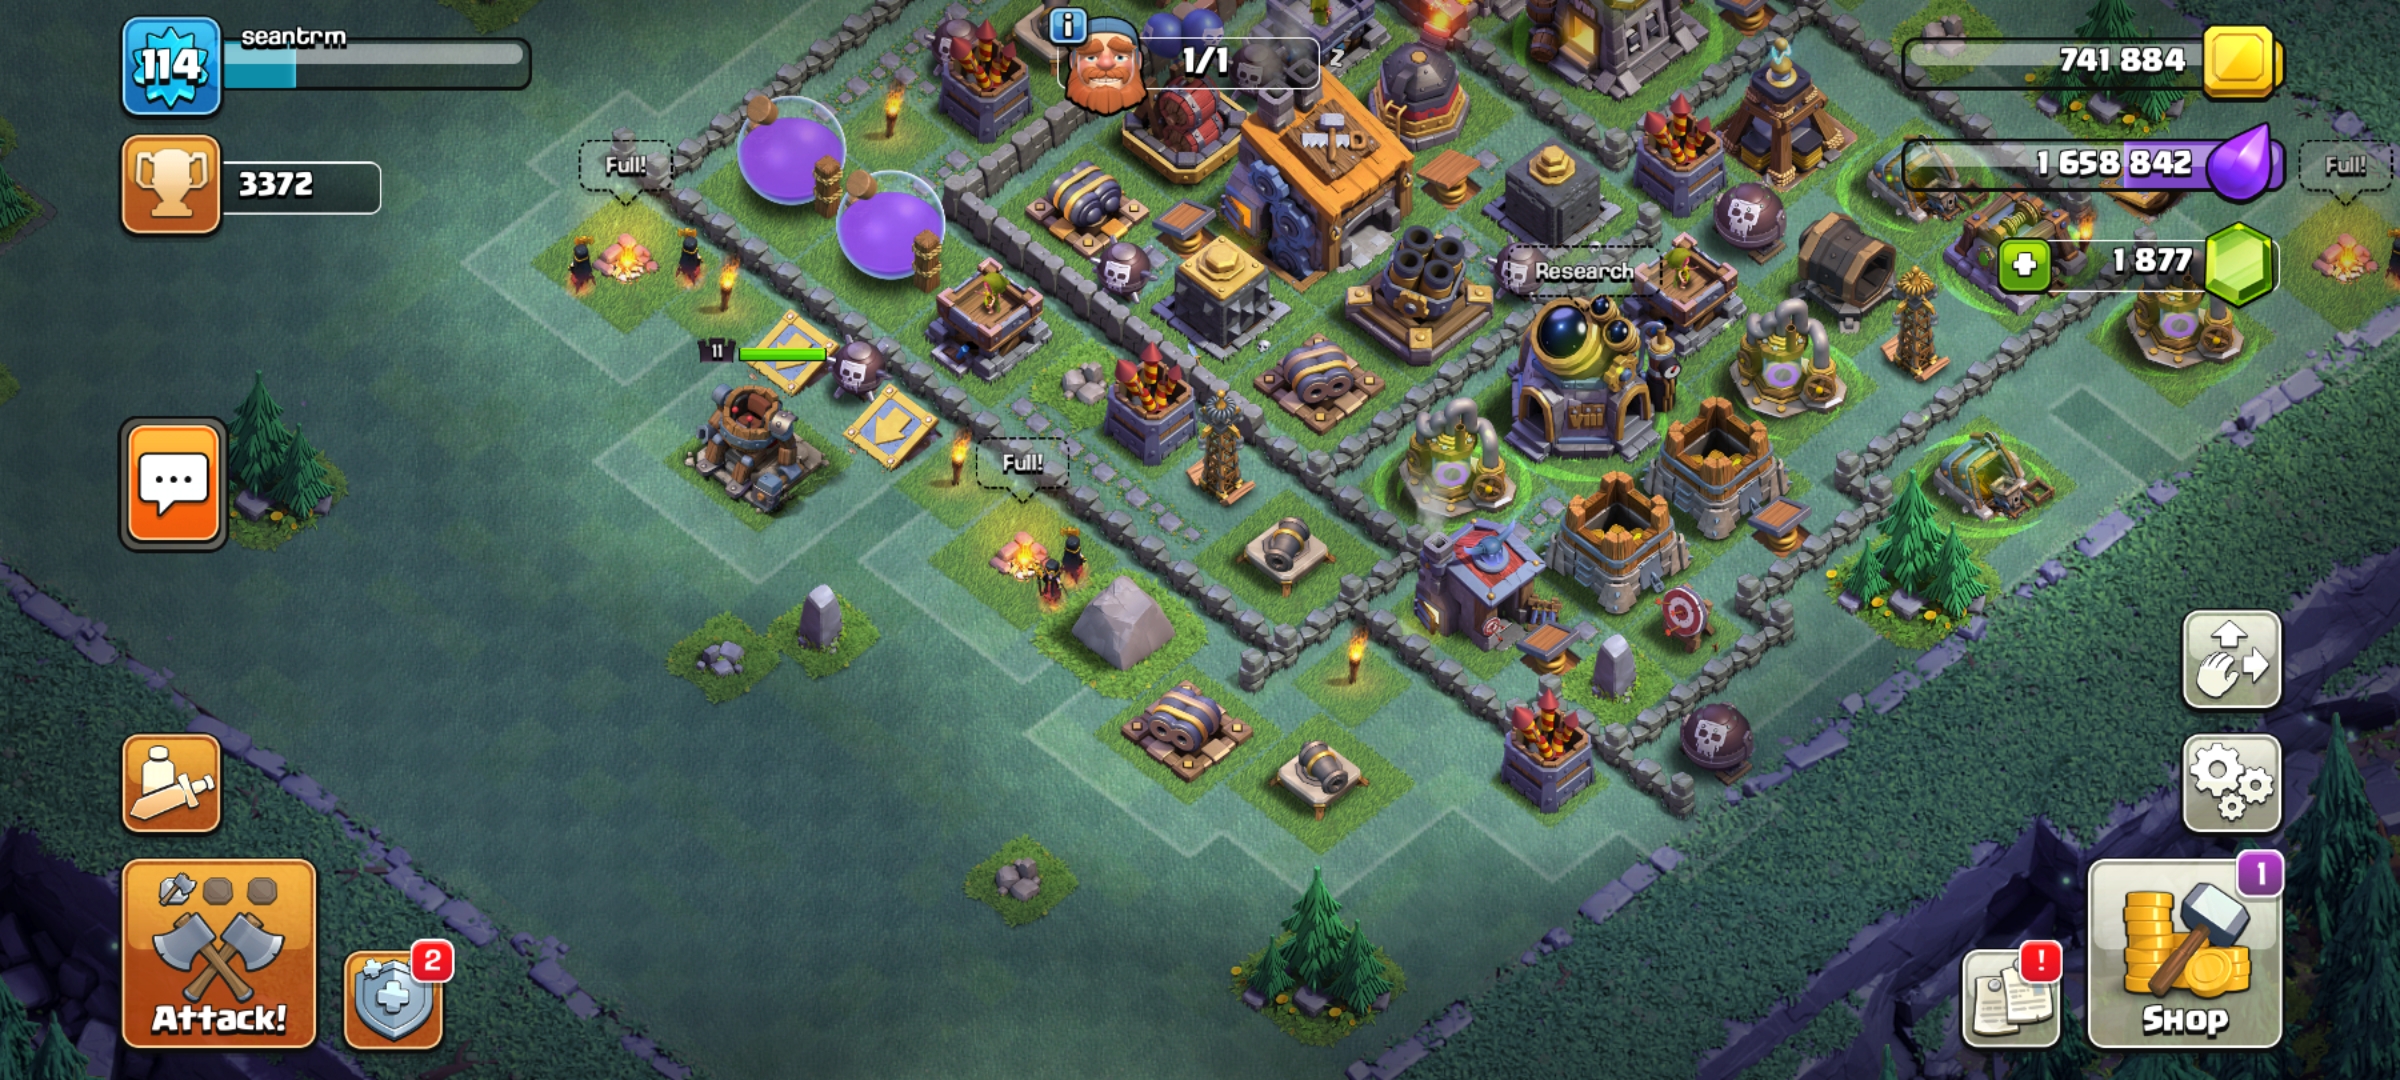 114
seantrm
1/1
z
741 884
3372
Full!
1 658 842
Full!
1 877
Research
11
Full!
VIII
Attack!
2
!
1
Shop